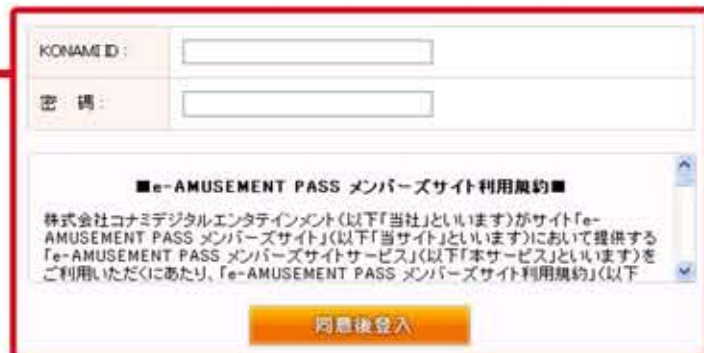 KONAMI ID :
密　碼 :
■e-AMUSEMENT PASS メンバーズサイト利用規約■
株式会社コナミデジタルエンタテインメント(以下「当社」といいます)がサイト「e-
AMUSEMENT PASS メンバーズサイト」(以下「当サイト」といいます)において提供する
「e-AMUSEMENT PASS メンバーズサイトサービス」(以下「本サービス」といいます)を
ご利用いただくにあたり、「e-AMUSEMENT PASS メンバーズサイト利用規約」(以下
同意後登入